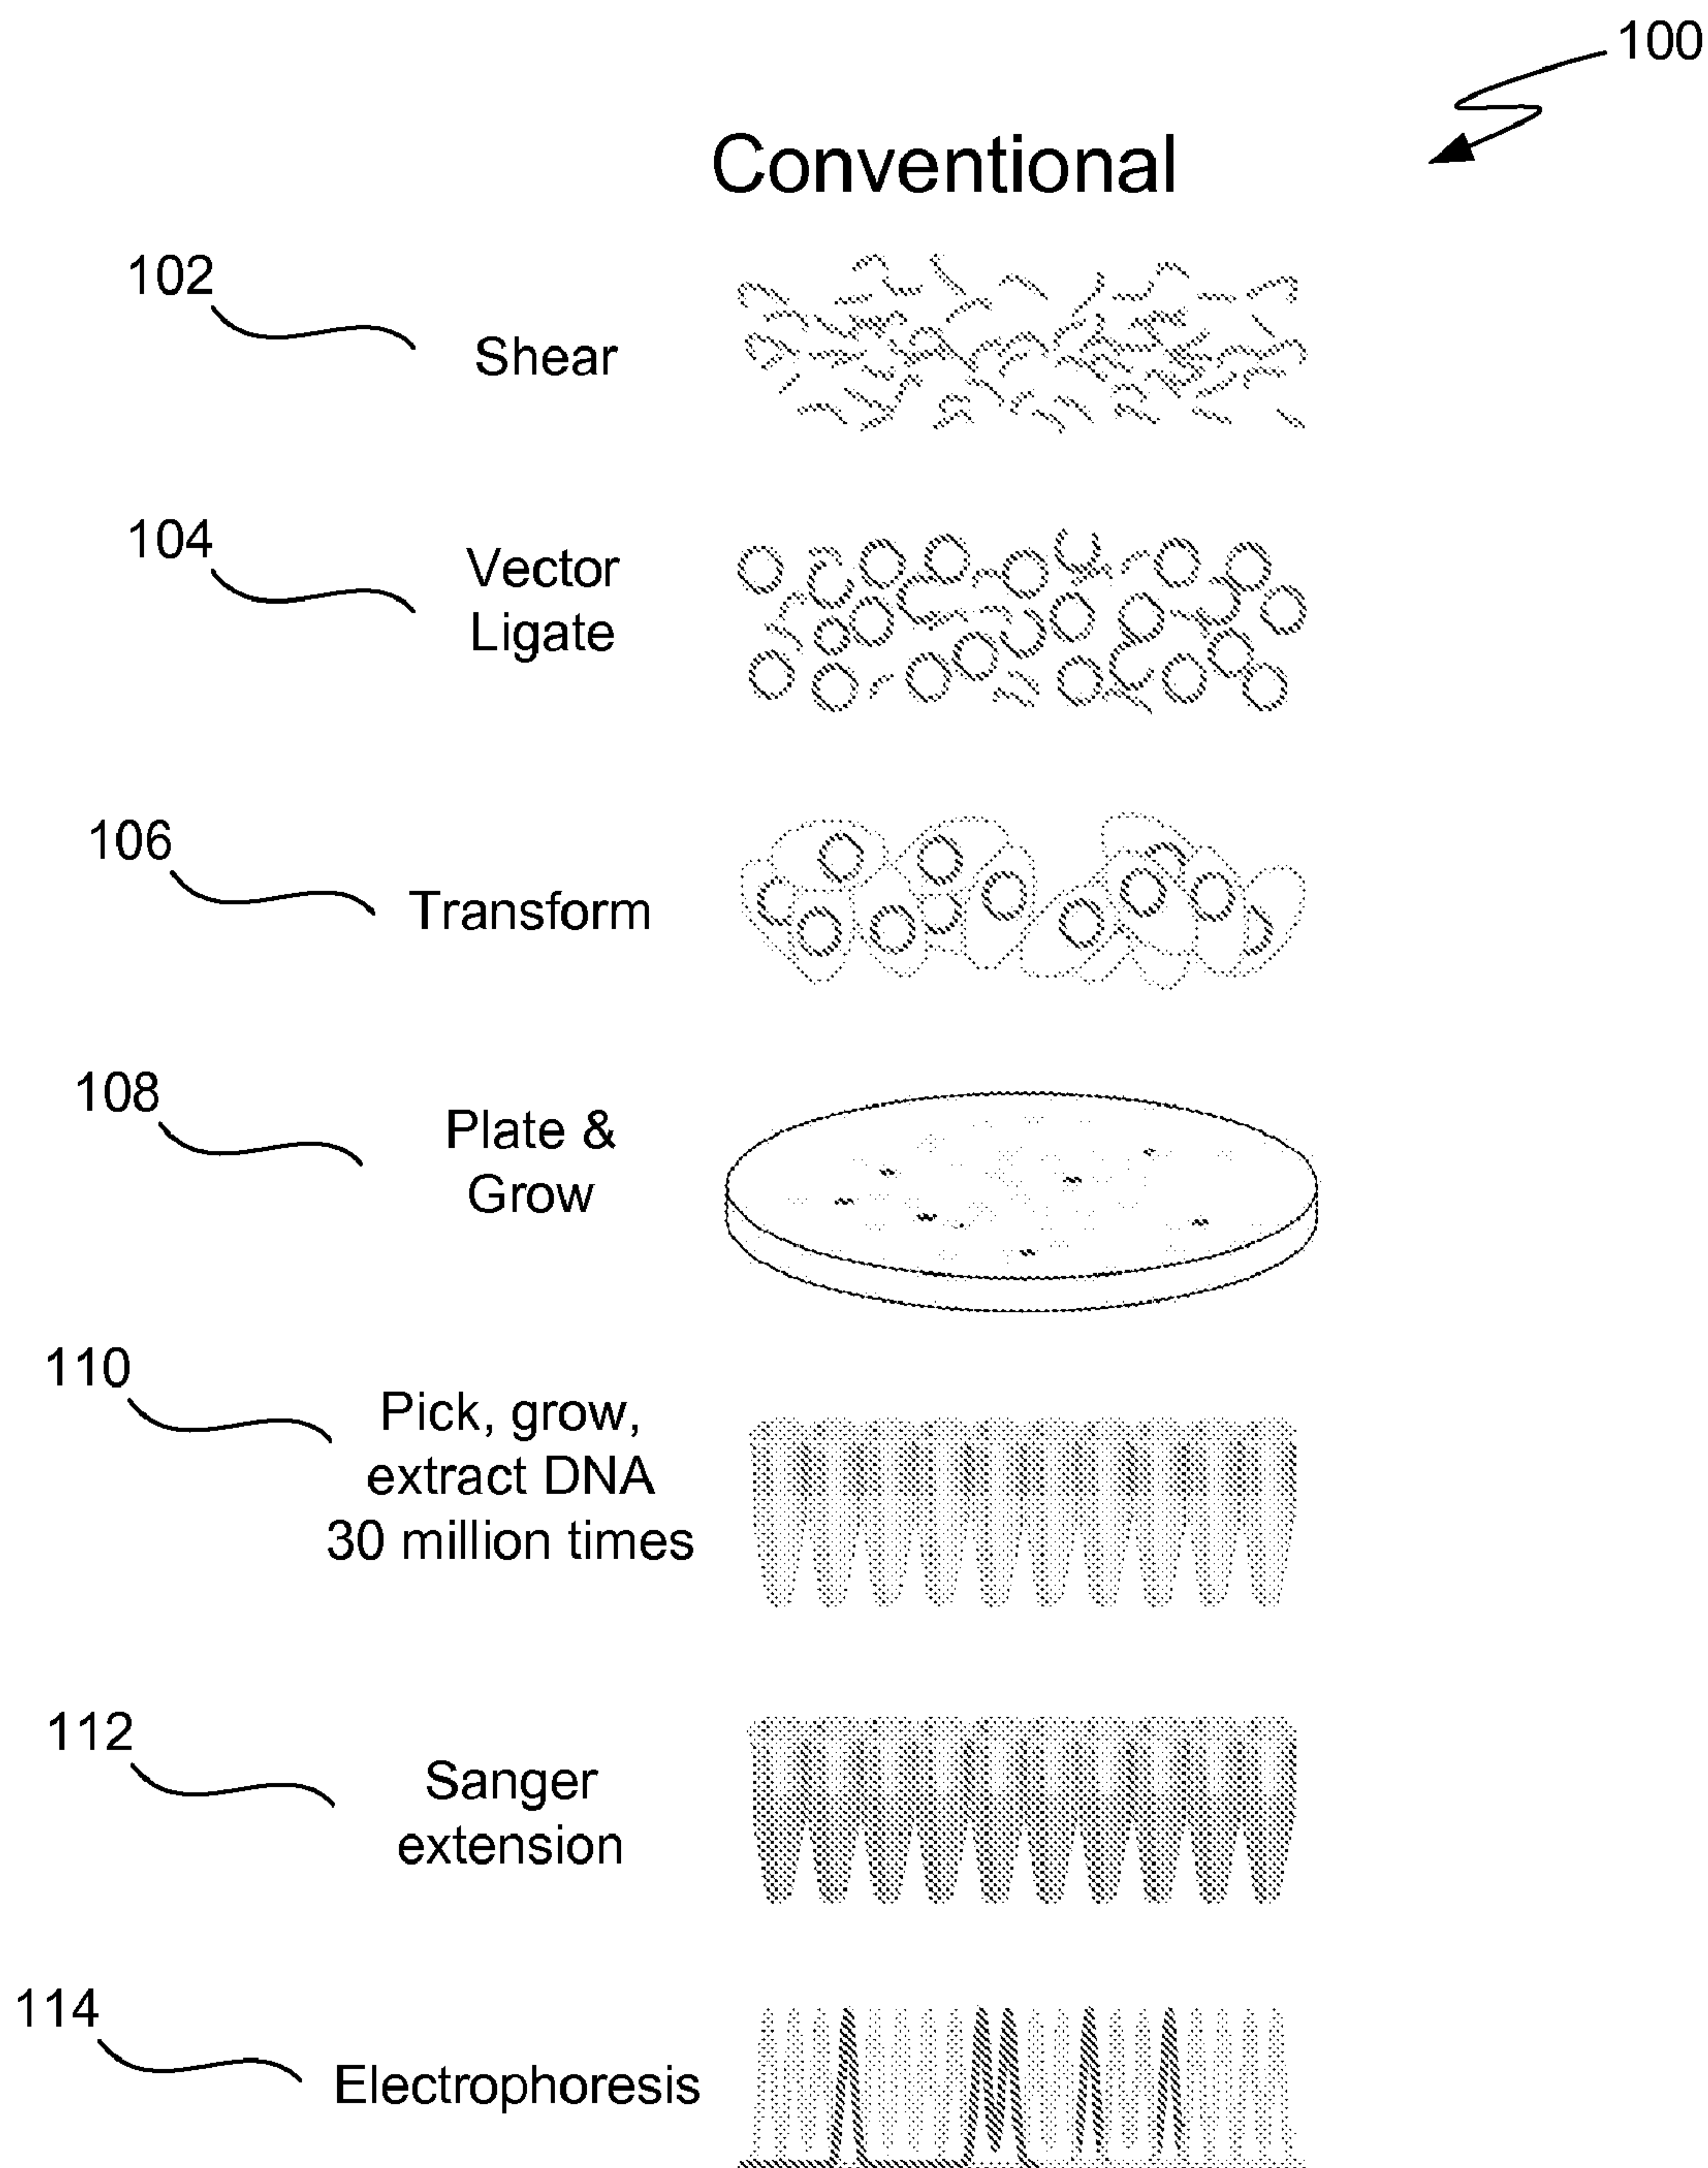 100
Conventional
102
Shear
104
Vector
Ligate
106
Transform
108
Plate &
Grow
110
Pick, grow,
extract DNA
30 million times
112
Sanger
extension
114
Electrophoresis